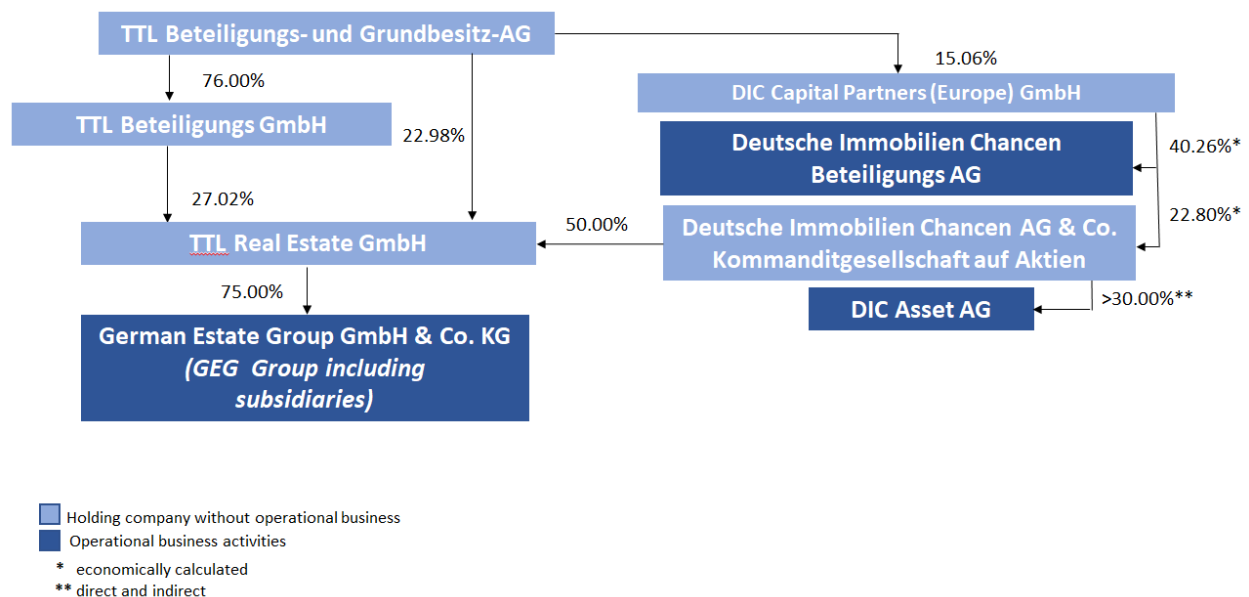 TTL Beteiligungs- und Grundbesitz-AG
15.06%
76.00%
DIC Capital Partners (Europe) GmbH
TTL Beteiligungs GmbH
22.98%
Deutsche Immobilien Chancen
Beteiligungs AG
40.26%*
27.02%
22.80%*
TTL Real Estate GmbH
50.00%
Deutsche Immobilien Chancen AG & Co.
Kommanditgesellschaft auf Aktien
75.00%
>30.00%**
DIC Asset AG
German Estate Group GmbH & Co. KG
(GEG Group including
subsidiaries)
Holding company without operational business
Operational business activities
* economically calculated
** direct and indirect